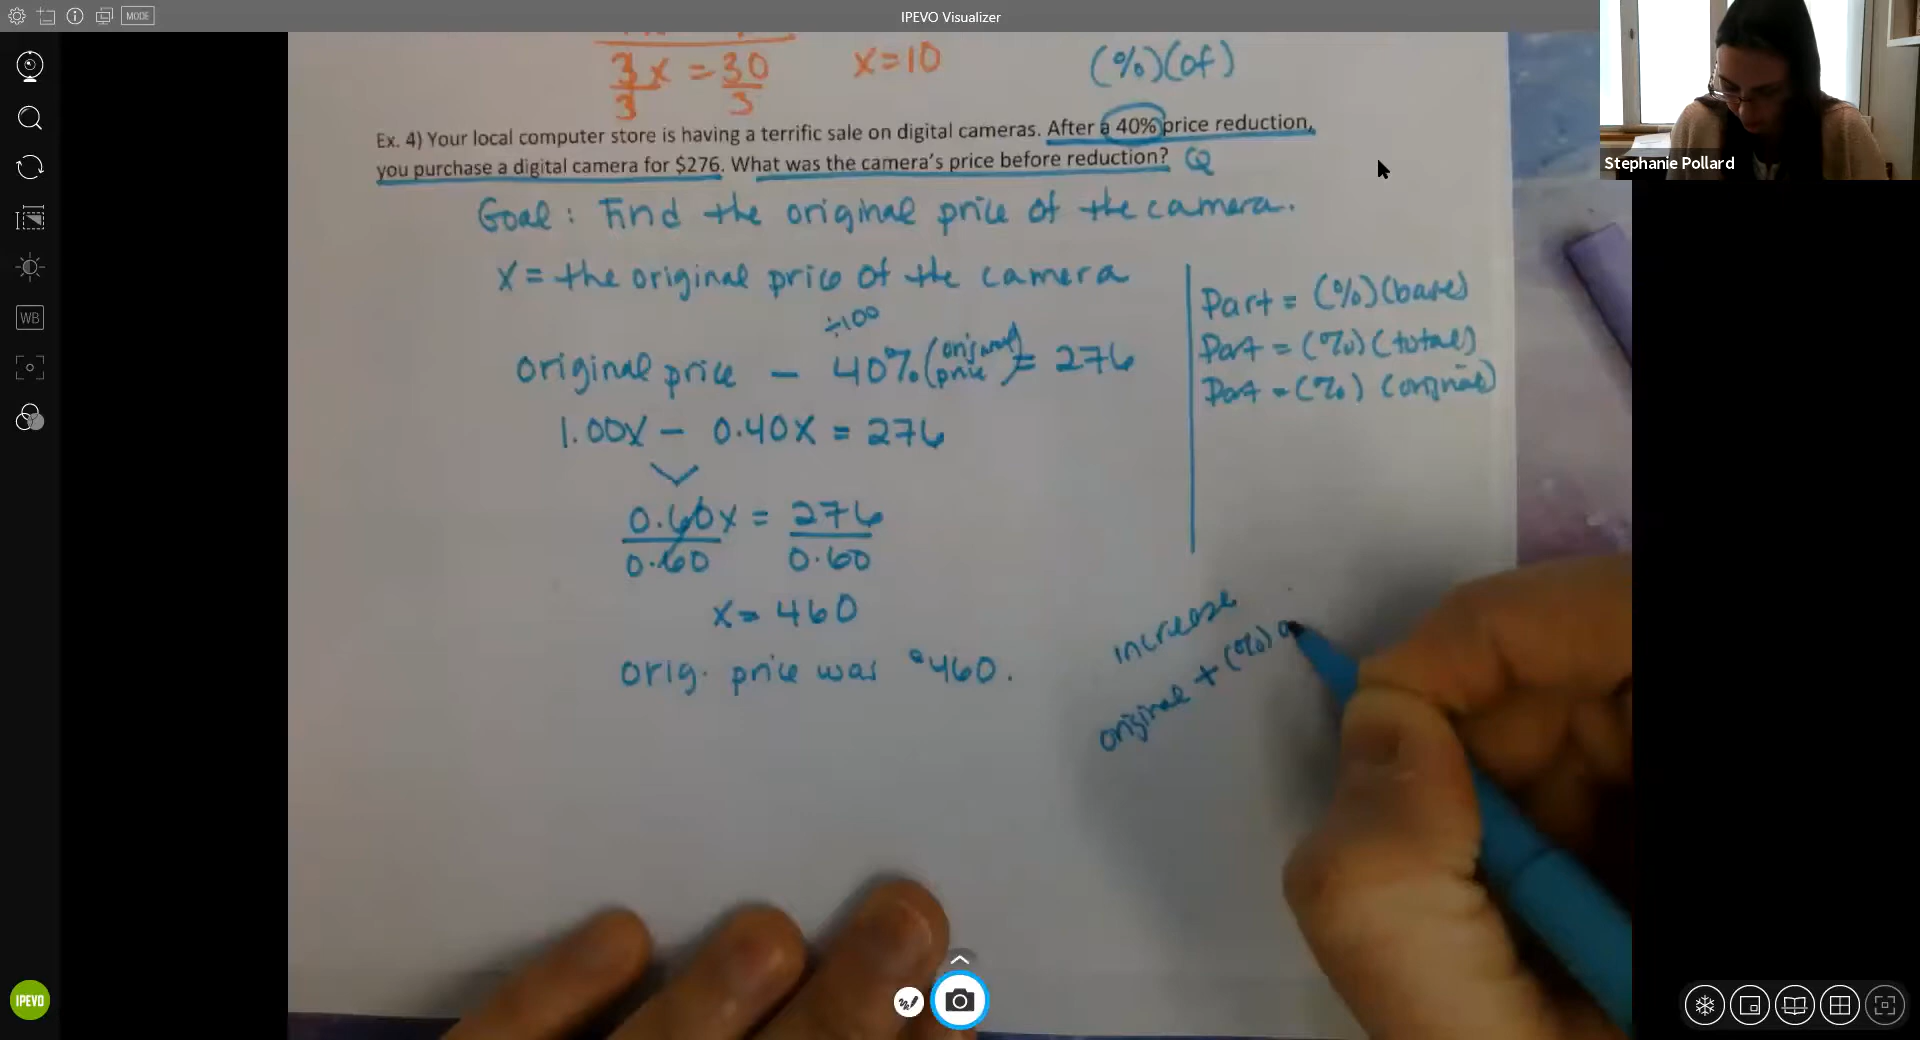 MODE
IPEVO Visualizer
Stephanie Pollard
WB
3x = 30
3 3
x=10
(%)(of)
Ex. 4) Your local computer store is having a terrific sale on digital cameras. After a 40% price reduction,
you purchase a digital camera for $276. What was the camera's price before reduction? Q
Goal: Find the original price of the camera.
x = the original price of the camera
÷100
original price - 40% (original price) = 276
1.00x - 0.40x = 276
0.60x = 276
0.60 0.60
x = 460
orig. price was $460.
Part = (%)(base)
Part = (%)(total)
Part = (%)(original)
increase
original + (%)
IPEVO